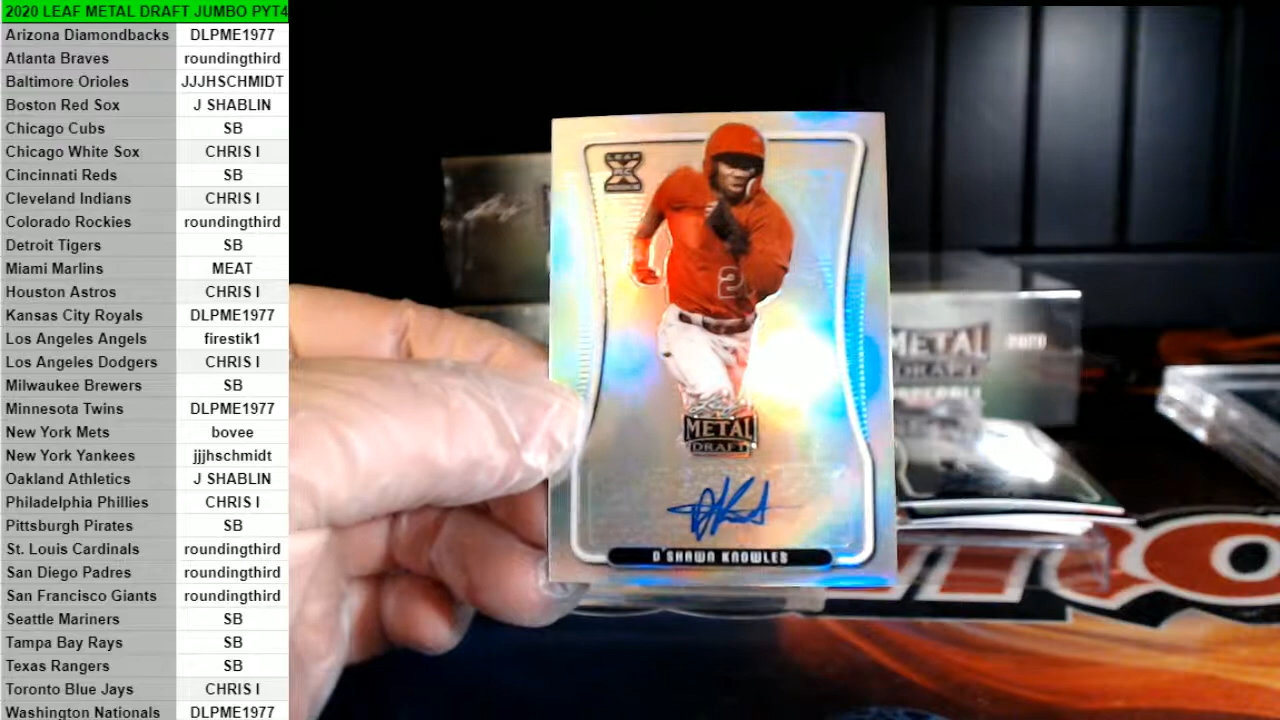 2020 LEAF METAL DRAFT JUMBO PYT4
Arizona Diamondbacks DLPME1977
Atlanta Braves roundingthird
Baltimore Orioles JJJHSCHMIDT
Boston Red Sox J SHABLIN
Chicago Cubs SB
Chicago White Sox CHRIS I
Cincinnati Reds SB
Cleveland Indians CHRIS I
Colorado Rockies roundingthird
Detroit Tigers SB
Miami Marlins MEAT
Houston Astros CHRIS I
Kansas City Royals DLPME1977
Los Angeles Angels firestik1
Los Angeles Dodgers CHRIS I
Milwaukee Brewers SB
Minnesota Twins DLPME1977
New York Mets bovee
New York Yankees jjjhschmidt
Oakland Athletics J SHABLIN
Philadelphia Phillies CHRIS I
Pittsburgh Pirates SB
St. Louis Cardinals roundingthird
San Diego Padres roundingthird
San Francisco Giants roundingthird
Seattle Mariners SB
Tampa Bay Rays SB
Texas Rangers SB
Toronto Blue Jays CHRIS I
Washington Nationals DLPME1977
LEAF
X
ROOKIE
2
Leaf
METAL
DRAFT
D'SHAWN KNOWLES
METAL 2020
DRAFT
BASEBALL